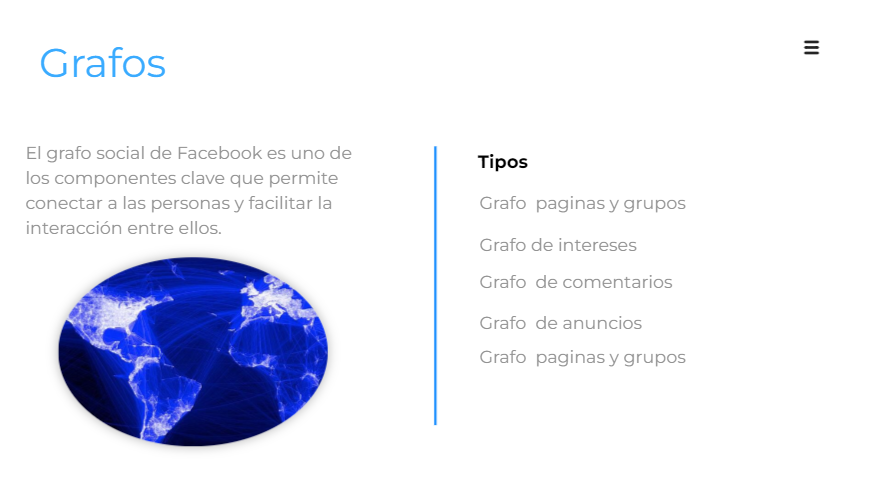 Grafos
El grafo social de Facebook es uno de
los componentes clave que permite
conectar a las personas y facilitar la
interacción entre ellos.
Tipos
Grafo  paginas y grupos
Grafo de intereses
Grafo  de comentarios
Grafo  de anuncios
Grafo  paginas y grupos